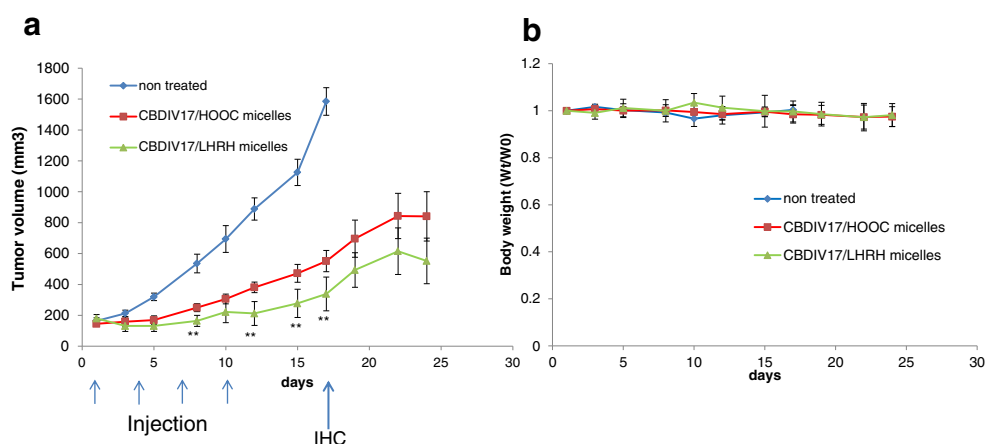 a
1800
1600
1400
1200
1000
800
600
400
200
0
Tumor volume (mm3)
non treated
CBDIV17/HOOC micelles
CBDIV17/LHRH micelles
**
**
**
**
0 5 10 15 20 25 30
days
Injection
IHC
b
1.2
1
0.8
0.6
0.4
0.2
0
Body weight (Wt/W0)
non treated
CBDIV17/HOOC micelles
CBDIV17/LHRH micelles
0 5 10 15 20 25 30
days